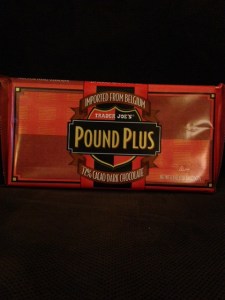 IMPORTED FROM BELGIUM
TRADER JOE'S
POUND PLUS
72% CACAO DARK CHOCOLATE